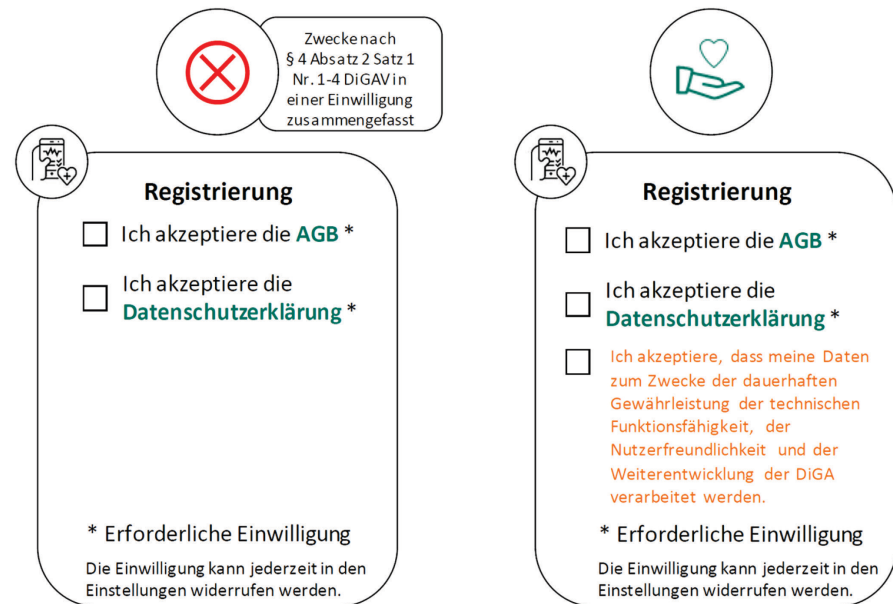 Zwecke nach
§ 4 Absatz 2 Satz 1
Nr. 1-4 DiGAV in
einer Einwilligung
zusammengefasst
Registrierung
Ich akzeptiere die AGB *
Ich akzeptiere die
Datenschutzerklärung *
* Erforderliche Einwilligung
Die Einwilligung kann jederzeit in den
Einstellungen widerrufen werden.
Registrierung
Ich akzeptiere die AGB *
Ich akzeptiere die
Datenschutzerklärung *
Ich akzeptiere, dass meine Daten
zum Zwecke der dauerhaften
Gewährleistung der technischen
Funktionsfähigkeit, der
Nutzerfreundlichkeit und der
Weiterentwicklung der DiGA
verarbeitet werden.
* Erforderliche Einwilligung
Die Einwilligung kann jederzeit in den
Einstellungen widerrufen werden.